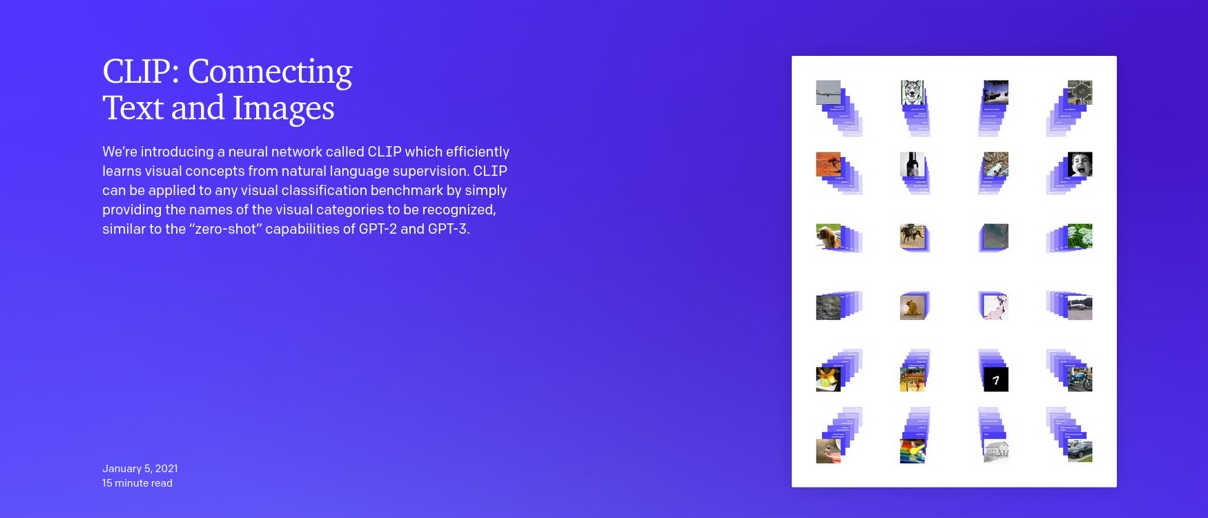 CLIP: Connecting
Text and Images
We’re introducing a neural network called CLIP which efficiently
learns visual concepts from natural language supervision. CLIP
can be applied to any visual classification benchmark by simply
providing the names of the visual categories to be recognized,
similar to the “zero-shot” capabilities of GPT-2 and GPT-3.
January 5, 2021
15 minute read
7